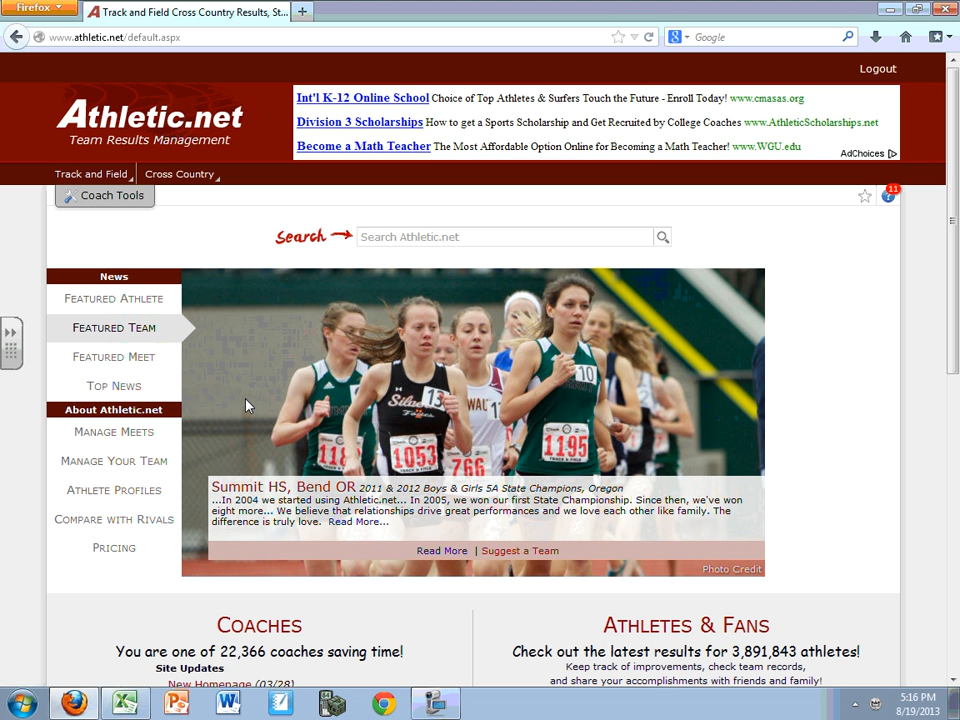 Firefox
Track and Field Cross Country Results, St...
www.athletic.net/default.aspx
Google
Logout
Athletic.net
Team Results Management
Int'l K-12 Online School Choice of Top Athletes & Surfers Touch the Future - Enroll Today! www.cmasas.org
Division 3 Scholarships How to get a Sports Scholarship and Get Recruited by College Coaches www.AthleticScholarships.net
Become a Math Teacher The Most Affordable Option Online for Becoming a Math Teacher! www.WGU.edu
AdChoices
Track and Field Cross Country
Coach Tools
11
Search
Search Athletic.net
News
FEATURED ATHLETE
FEATURED TEAM
FEATURED MEET
TOP NEWS
About Athletic.net
MANAGE MEETS
MANAGE YOUR TEAM
ATHLETE PROFILES
COMPARE WITH RIVALS
PRICING
10
13
1053
766
1195
Summit HS, Bend OR 2011 & 2012 Boys & Girls 5A State Champions, Oregon
...In 2004 we started using Athletic.net... In 2005, we won our first State Championship. Since then, we've won
eight more... We believe that relationships drive great performances and we love each other like family. The
difference is truly love. Read More...
Read More | Suggest a Team
Photo Credit
COACHES
You are one of 22,366 coaches saving time!
Site Updates
New Homepage (03/28)
ATHLETES & FANS
Check out the latest results for 3,891,843 athletes!
Keep track of improvements, check team records,
and share your accomplishments with friends and family!
5:16 PM
8/19/2013